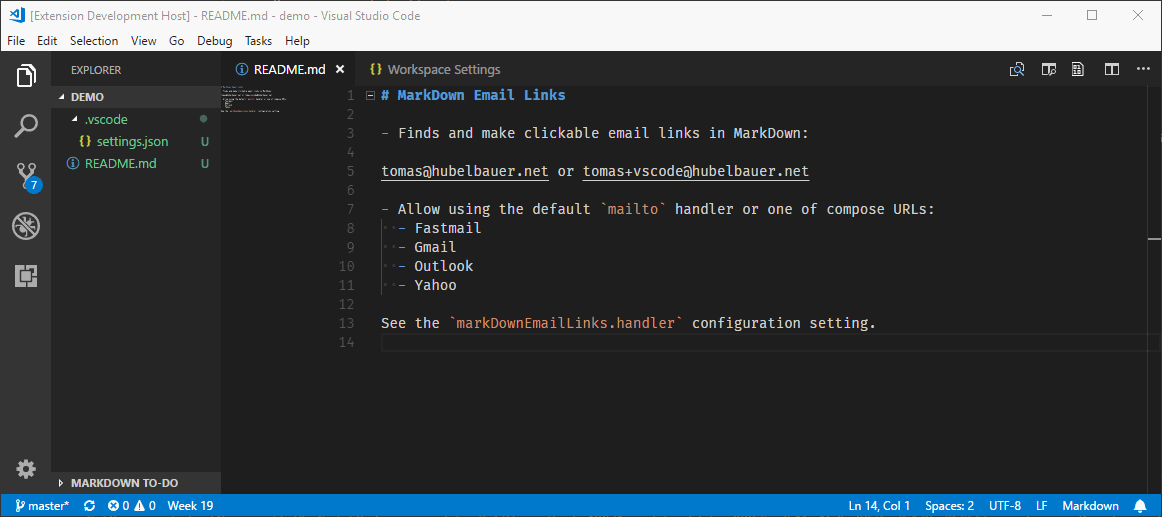 [Extension Development Host] - README.md - demo - Visual Studio Code
File Edit Selection View Go Debug Tasks Help
EXPLORER
DEMO
.vscode
{} settings.json U
README.md U
7
MARKDOWN TO-DO
README.md × {} Workspace Settings ...
1 # MarkDown Email Links
2
3 - Finds and make clickable email links in MarkDown:
4
5 tomas@hubelbauer.net or tomas+vscode@hubelbauer.net
6
7 - Allow using the default `mailto` handler or one of compose URLs:
8 - Fastmail
9 - Gmail
10 - Outlook
11 - Yahoo
12
13 See the `markDownEmailLinks.handler` configuration setting.
14
master* 0 0 Week 19 Ln 14, Col 1 Spaces: 2 UTF-8 LF Markdown